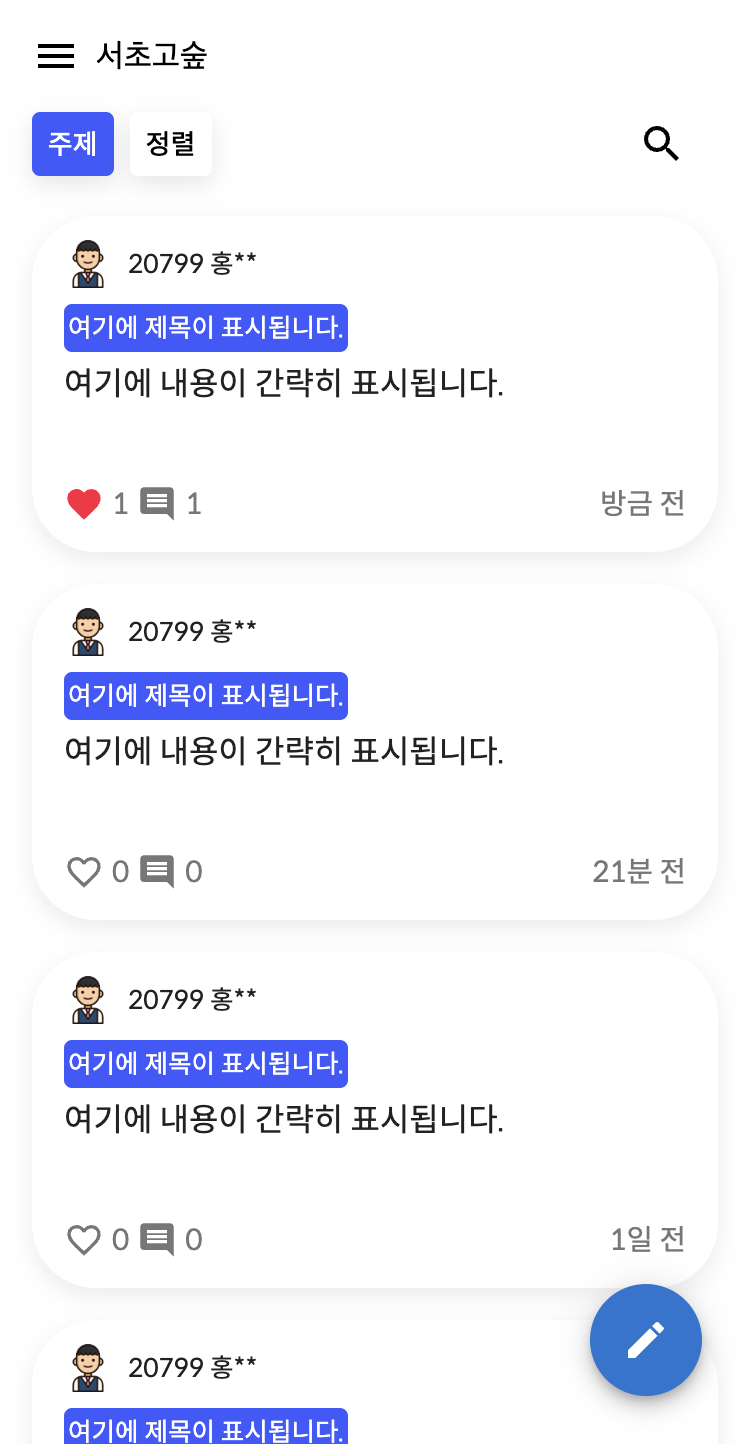 서초고숲
주제 정렬
20799 홍**
여기에 제목이 표시됩니다.
여기에 내용이 간략히 표시됩니다.
1 1 방금 전
20799 홍**
여기에 제목이 표시됩니다.
여기에 내용이 간략히 표시됩니다.
0 0 21분 전
20799 홍**
여기에 제목이 표시됩니다.
여기에 내용이 간략히 표시됩니다.
0 0 1일 전
20799 홍**
여기에 제목이 표시됩니다.